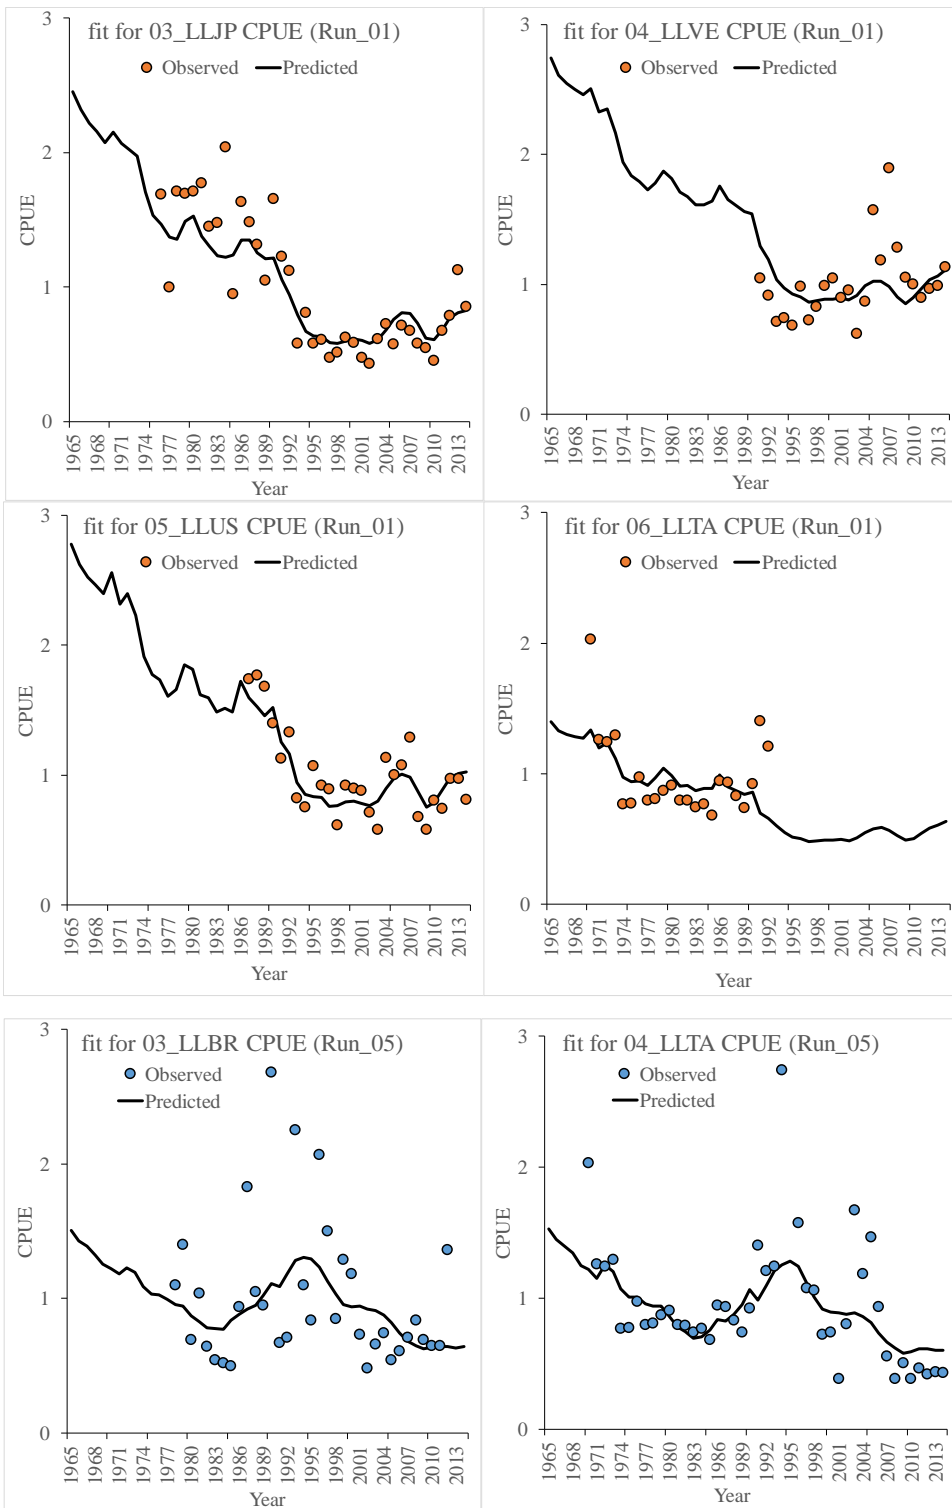 fit for 03_LLJP CPUE (Run_01)
Observed Predicted
3
2
1
0
CPUE
1965 1968 1971 1974 1977 1980 1983 1986 1989 1992 1995 1998 2001 2004 2007 2010 2013
Year
fit for 04_LLVE CPUE (Run_01)
Observed Predicted
3
2
1
0
CPUE
1965 1968 1971 1974 1977 1980 1983 1986 1989 1992 1995 1998 2001 2004 2007 2010 2013
Year
fit for 05_LLUS CPUE (Run_01)
Observed Predicted
3
2
1
0
CPUE
1965 1968 1971 1974 1977 1980 1983 1986 1989 1992 1995 1998 2001 2004 2007 2010 2013
Year
fit for 06_LLTA CPUE (Run_01)
Observed Predicted
3
2
1
0
CPUE
1965 1968 1971 1974 1977 1980 1983 1986 1989 1992 1995 1998 2001 2004 2007 2010 2013
Year
fit for 03_LLBR CPUE (Run_05)
Observed
Predicted
3
2
1
0
CPUE
1965 1968 1971 1974 1977 1980 1983 1986 1989 1992 1995 1998 2001 2004 2007 2010 2013
Year
fit for 04_LLTA CPUE (Run_05)
Observed
Predicted
3
2
1
0
CPUE
1965 1968 1971 1974 1977 1980 1983 1986 1989 1992 1995 1998 2001 2004 2007 2010 2013
Year